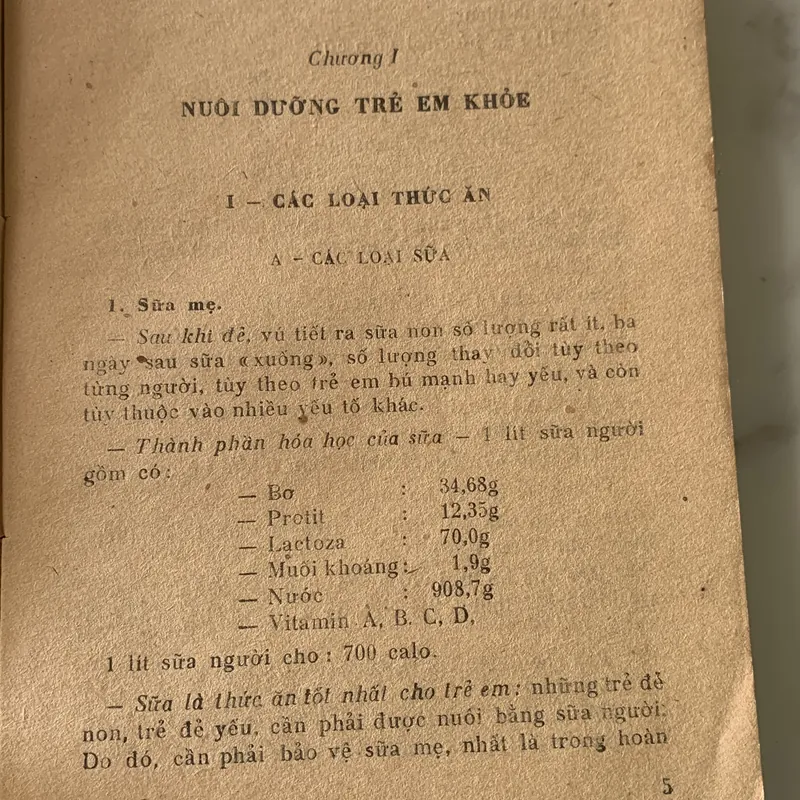 Chương I
NUÔI DƯỠNG TRẺ EM KHỎE
I – CÁC LOẠI THỨC ĂN
A – CÁC LOẠI SỮA
1. Sữa mẹ.
— Sau khi đẻ, vú tiết ra sữa non số lượng rất ít, ba
ngày sau sữa «xuống», số lượng thay đổi tùy theo
từng người, tùy theo trẻ em bú mạnh hay yếu, và còn
tùy thuộc vào nhiều yếu tố khác.
— Thành phần hóa học của sữa — 1 lít sữa người
gồm có:
— Bơ : 34,68g
— Protit : 12,35g
— Lactoza : 70,0g
— Muối khoáng : 1,9g
— Nước : 908,7g
— Vitamin A, B. C, D,
1 lít sữa người cho : 700 calo.
— Sữa là thức ăn tốt nhất cho trẻ em; những trẻ đẻ
non, trẻ đẻ yếu, cần phải được nuôi bằng sữa người.
Do đó, cần phải bảo vệ sữa mẹ, nhất là trong hoàn
5